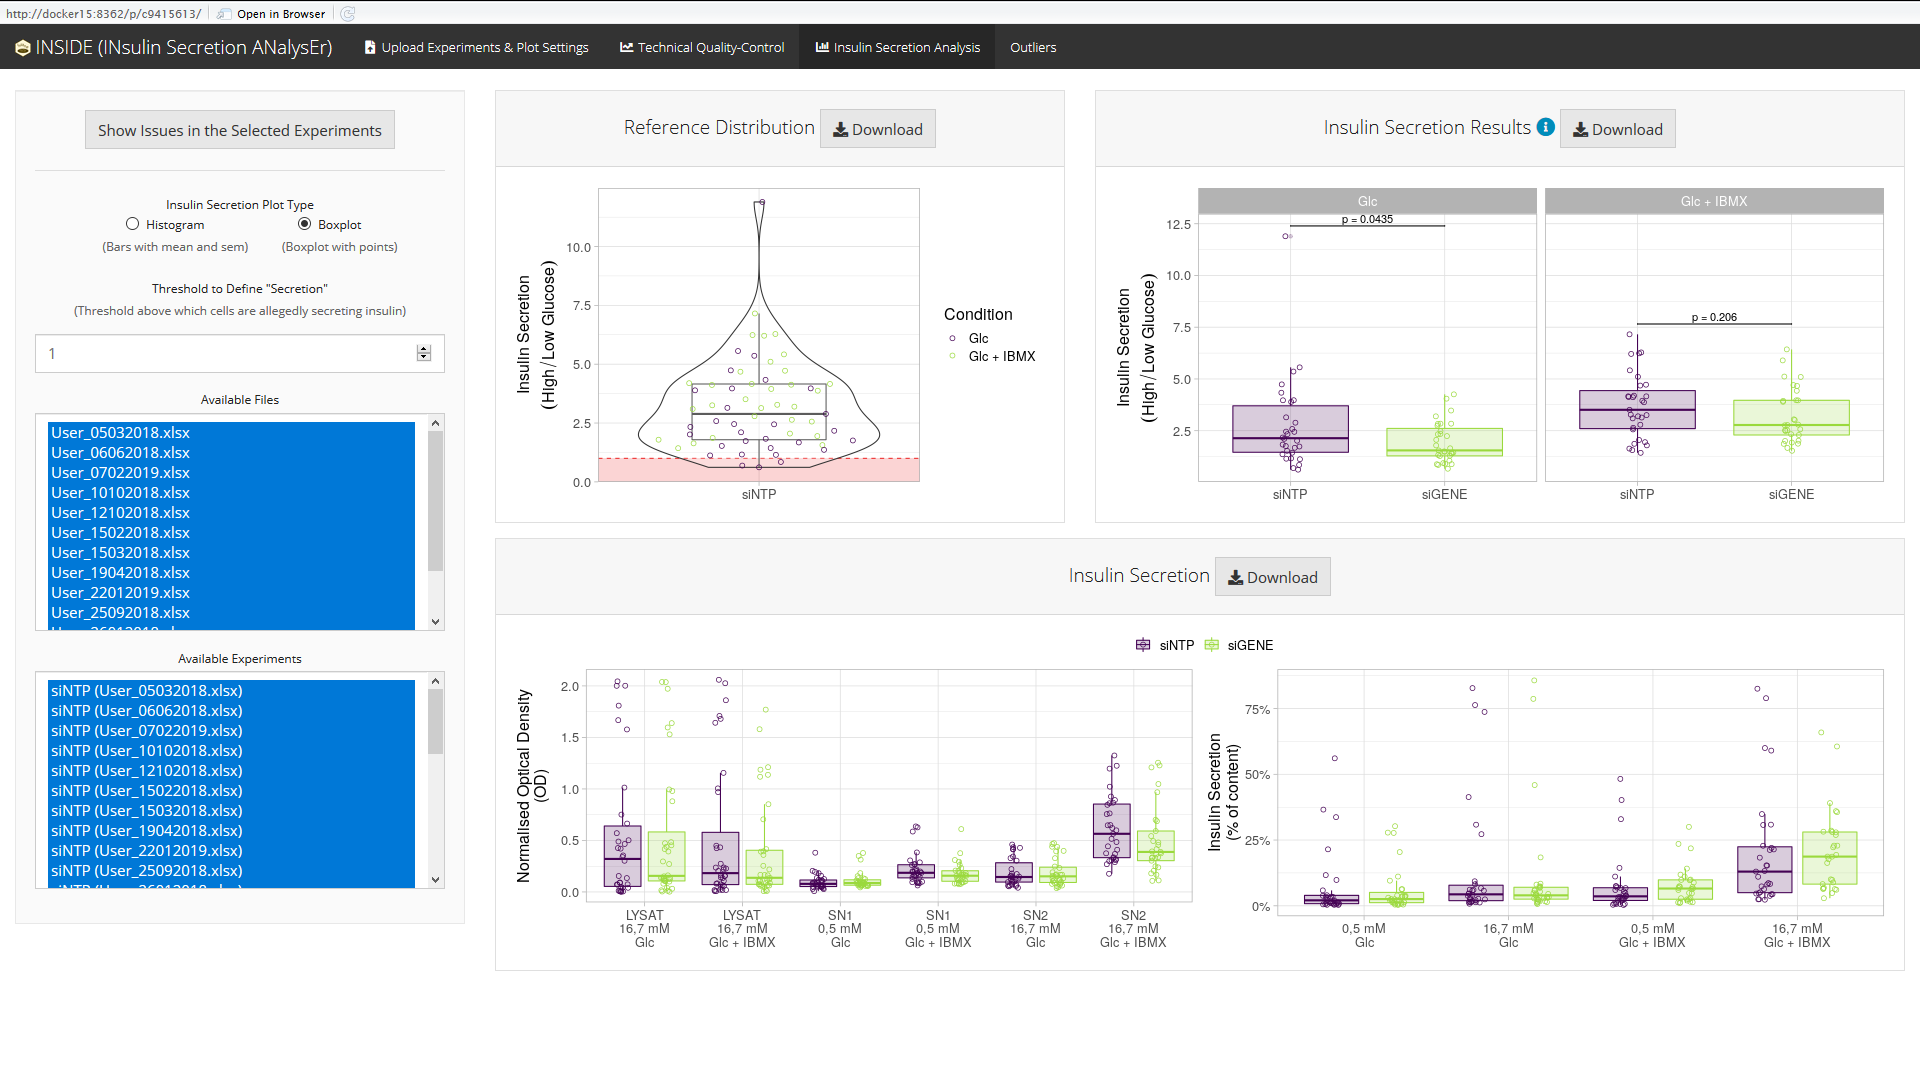 http://docker15:8362/p/c9415613/ Open in Browser
INSIDE (INsulin Secretion ANalysEr) Upload Experiments & Plot Settings Technical Quality-Control Insulin Secretion Analysis Outliers
Show Issues in the Selected Experiments
Insulin Secretion Plot Type
Histogram Boxplot
(Bars with mean and sem) (Boxplot with points)
Threshold to Define "Secretion"
(Threshold above which cells are allegedly secreting insulin)
1
Available Files
User_05032018.xlsx
User_06062018.xlsx
User_07022019.xlsx
User_10102018.xlsx
User_12102018.xlsx
User_15022018.xlsx
User_15032018.xlsx
User_19042018.xlsx
User_22012019.xlsx
User_25092018.xlsx
Available Experiments
siNTP (User_05032018.xlsx)
siNTP (User_06062018.xlsx)
siNTP (User_07022019.xlsx)
siNTP (User_10102018.xlsx)
siNTP (User_12102018.xlsx)
siNTP (User_15022018.xlsx)
siNTP (User_15032018.xlsx)
siNTP (User_19042018.xlsx)
siNTP (User_22012019.xlsx)
siNTP (User_25092018.xlsx)
Reference Distribution Download
Insulin Secretion
(High/Low Glucose)
10.0
7.5
5.0
2.5
0.0
siNTP
Condition
Glc
Glc + IBMX
Insulin Secretion Results Download
Insulin Secretion
(High/Low Glucose)
Glc Glc + IBMX
12.5
10.0
7.5
5.0
2.5
p = 0.0435
p = 0.206
siNTP siGENE siNTP siGENE
Insulin Secretion Download
siNTP siGENE
Normalised Optical Density
(OD)
2.0
1.5
1.0
0.5
0.0
LYSAT LYSAT SN1 SN1 SN2 SN2
16,7 mM 16,7 mM 0,5 mM 0,5 mM 16,7 mM 16,7 mM
Glc Glc + IBMX Glc Glc + IBMX Glc Glc + IBMX
Insulin Secretion
(% of content)
75%
50%
25%
0%
0,5 mM 16,7 mM 0,5 mM 16,7 mM
Glc Glc Glc + IBMX Glc + IBMX